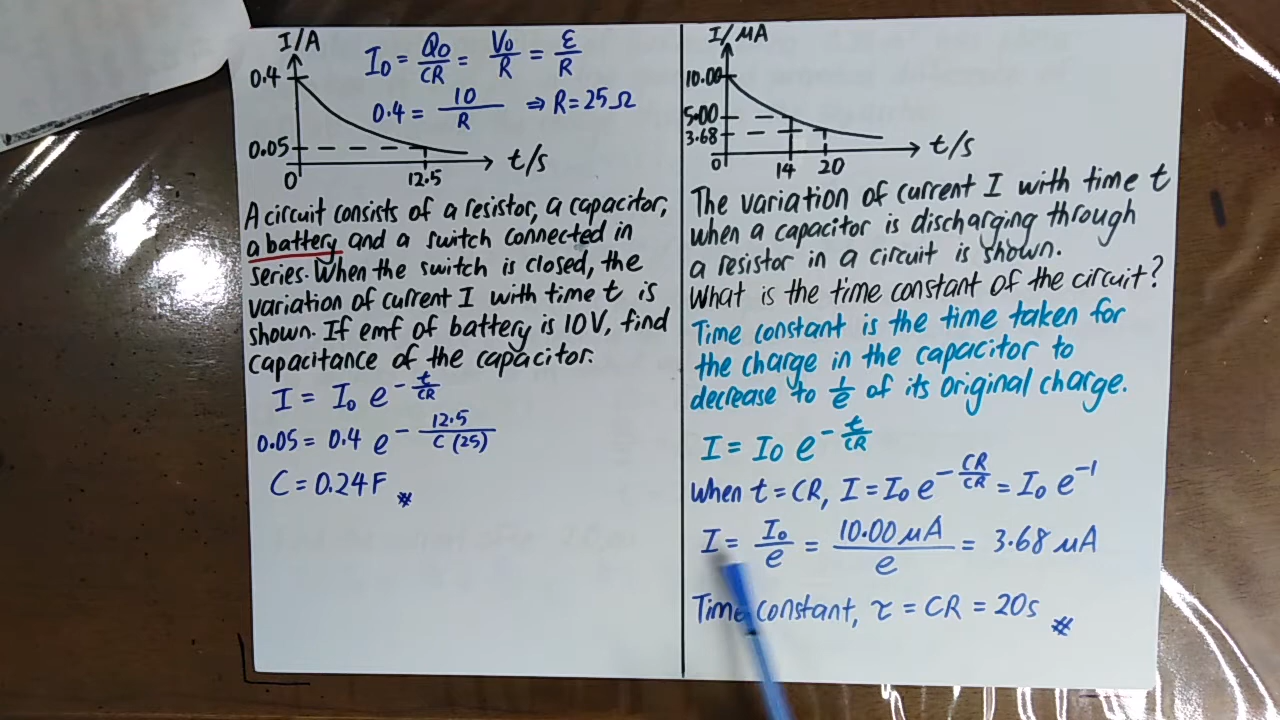 I/A
0.4
0.05
0
12.5
t/s
I₀ = Q₀/CR = V₀/R = ε/R
0.4 = 10/R ⇒ R = 25Ω
A circuit consists of a resistor, a capacitor,
a battery and a switch connected in
series. When the switch is closed, the
variation of current I with time t is
shown. If emf of battery is 10V, find
capacitance of the capacitor.
I = I₀ e^(-t/CR)
0.05 = 0.4 e^(-12.5/C(25))
C = 0.24F #
I/μA
10.00
5.00
3.68
0
14 20
t/s
The variation of current I with time t
when a capacitor is discharging through
a resistor in a circuit is shown.
What is the time constant of the circuit?
Time constant is the time taken for
the charge in the capacitor to
decrease to 1/e of its original charge.
I = I₀ e^(-t/CR)
When t = CR, I = I₀ e^(-CR/CR) = I₀ e^(-1)
I = I₀/e = 10.00 μA/e = 3.68 μA
Time constant, τ = CR = 20s #